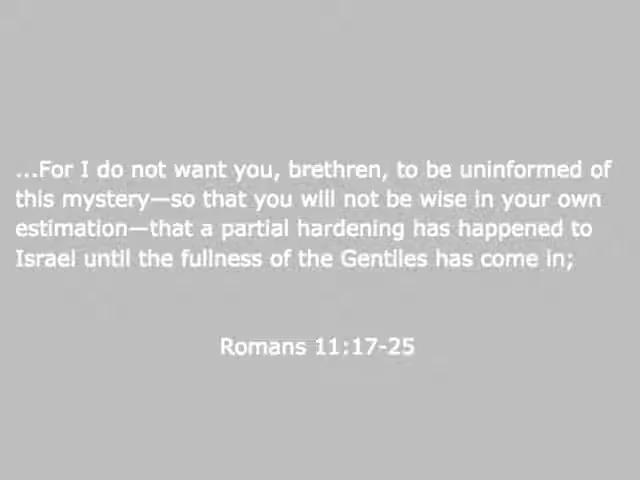 ...For I do not want you, brethren, to be uninformed of
this mystery—so that you will not be wise in your own
estimation—that a partial hardening has happened to
Israel until the fullness of the Gentiles has come in;
Romans 11:17-25